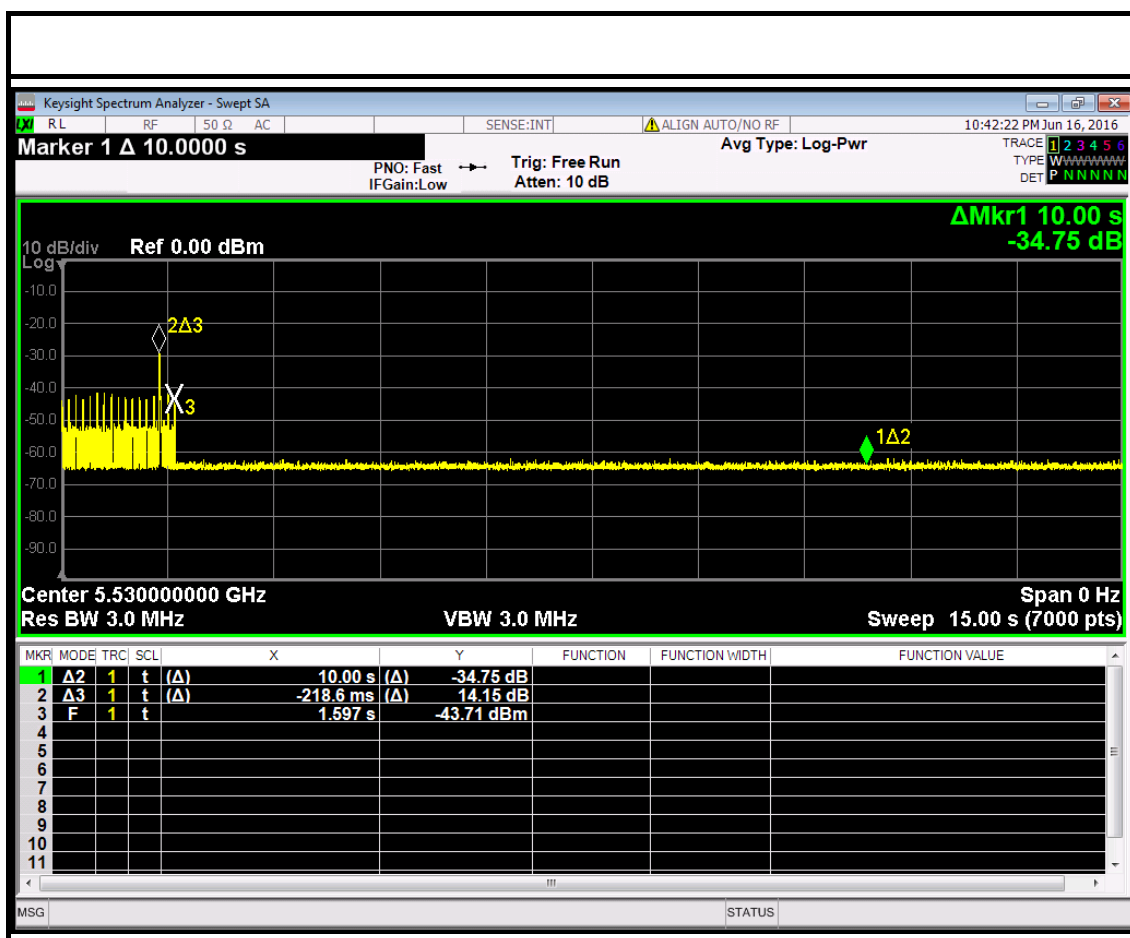 Keysight Spectrum Analyzer - Swept SA
LXI RL RF 50 Ω AC SENSE:INT ALIGN AUTO/NO RF 10:42:22 PM Jun 16, 2016
Marker 1 Δ 10.0000 s Avg Type: Log-Pwr TRACE 1 2 3 4 5 6
PNO: Fast Trig: Free Run TYPE WWWWWWW
IFGain:Low Atten: 10 dB DET P N N N N N
ΔMkr1 10.00 s
-34.75 dB
10 dB/div Ref 0.00 dBm
Log
-10.0
-20.0
2Δ3
-30.0
-40.0
3
-50.0
1Δ2
-60.0
-70.0
-80.0
-90.0
Center 5.530000000 GHz Span 0 Hz
Res BW 3.0 MHz VBW 3.0 MHz Sweep 15.00 s (7000 pts)
MKR MODE TRC SCL X Y FUNCTION FUNCTION WIDTH FUNCTION VALUE
1 Δ2 1 t (Δ) 10.00 s (Δ) -34.75 dB
2 Δ3 1 t (Δ) -218.6 ms (Δ) 14.15 dB
3 F 1 t 1.597 s -43.71 dBm
4
5
6
7
8
9
10
11
MSG STATUS